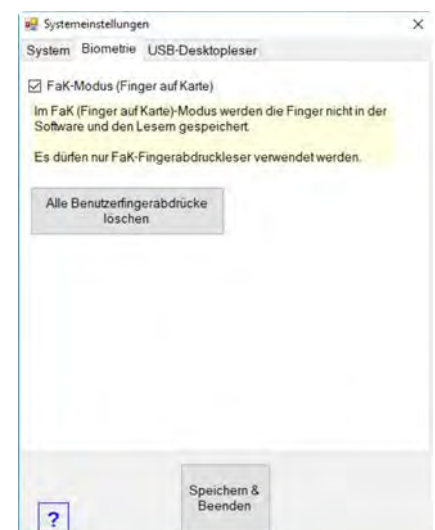 Systemeinstellungen
System Biometrie USB-Desktopleser
FaK-Modus (Finger auf Karte)
Im FaK (Finger auf Karte)-Modus werden die Finger nicht in der
Software und den Lesern gespeichert.
Es dürfen nur FaK-Fingerabdruckleser verwendet werden.
Alle Benutzerfingerabdrücke
löschen
Speichern &
Beenden
?